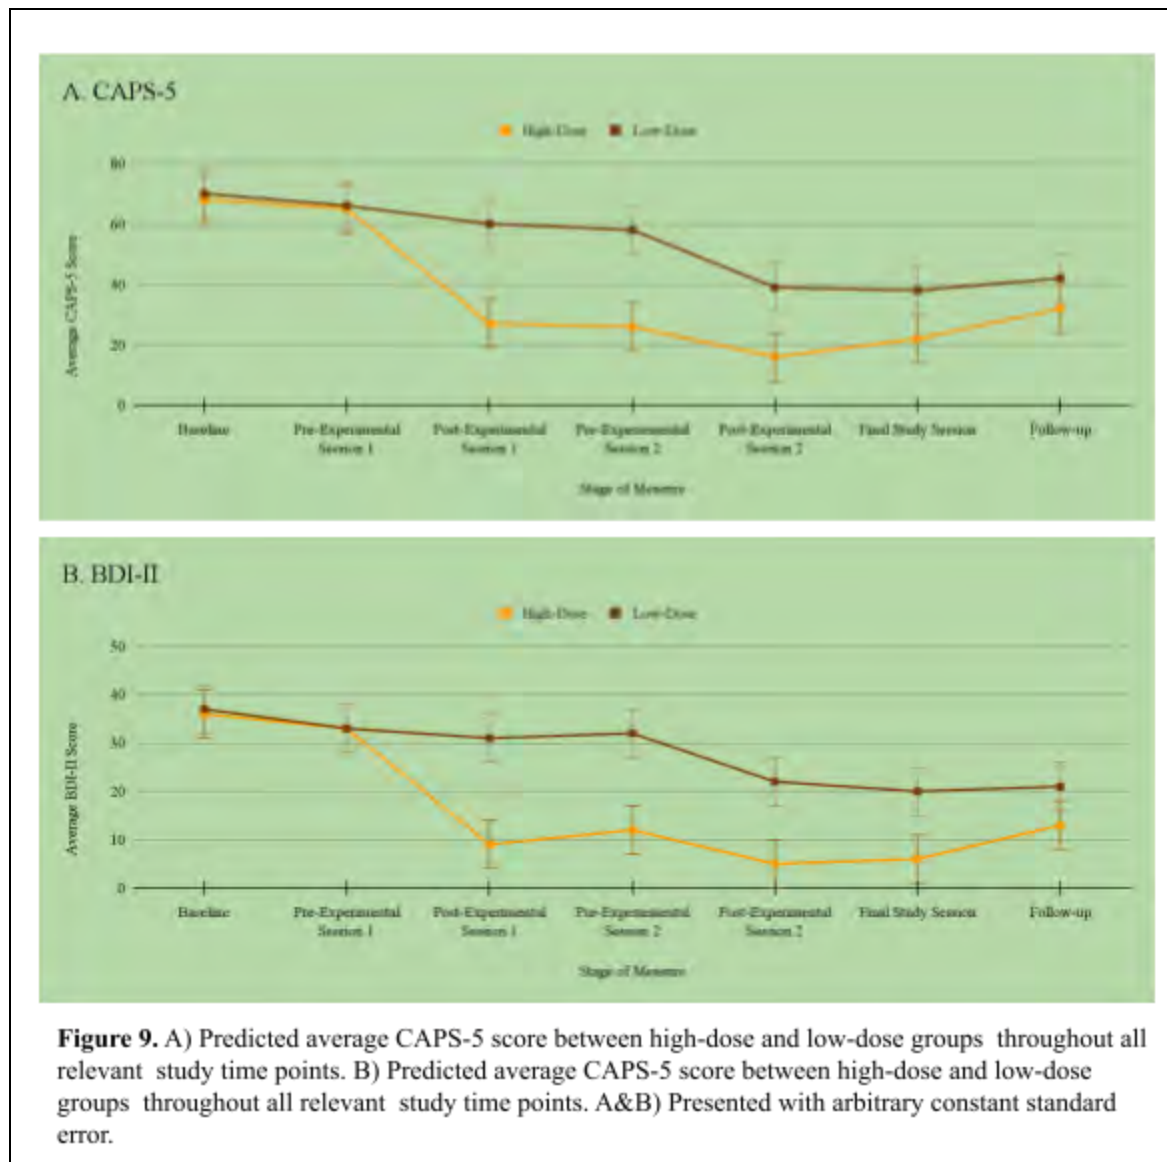 A. CAPS-5
High-Dose Low-Dose
80
60
40
20
0
Average CAPS-5 Score
Baseline Pre-Experimental Post-Experimental Pre-Experimental Post-Experimental Final Study Session Follow-up
Session 1 Session 1 Session 2 Session 2
Stage of Measure
B. BDI-II
High-Dose Low-Dose
50
40
30
20
10
0
Average BDI-II Score
Baseline Pre-Experimental Post-Experimental Pre-Experimental Post-Experimental Final Study Session Follow-up
Session 1 Session 1 Session 2 Session 2
Stage of Measure
Figure 9. A) Predicted average CAPS-5 score between high-dose and low-dose groups throughout all
relevant study time points. B) Predicted average CAPS-5 score between high-dose and low-dose
groups throughout all relevant study time points. A&B) Presented with arbitrary constant standard
error.